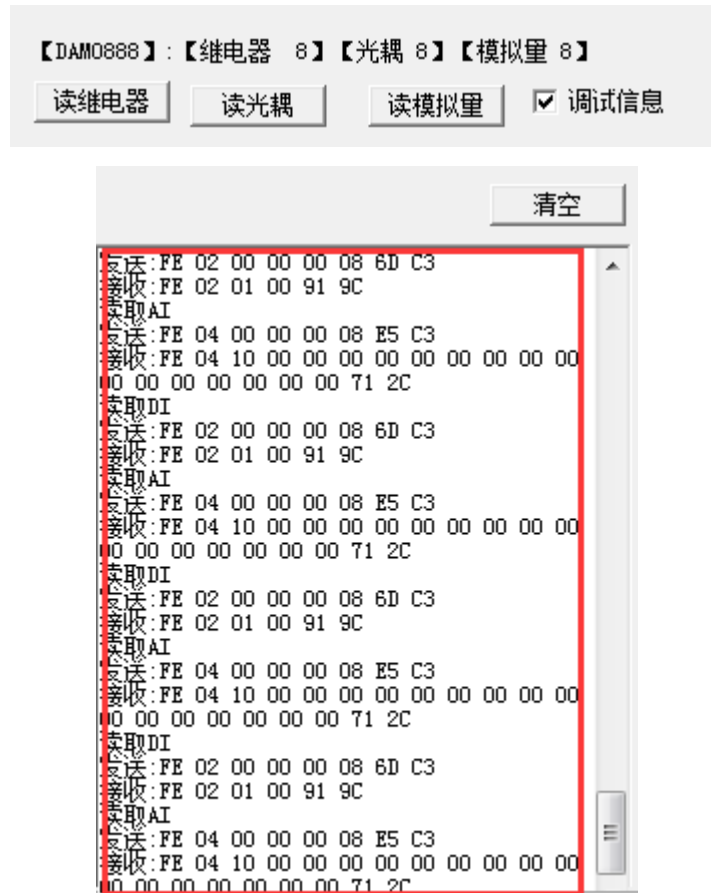 【DAM0888】:【继电器 8】【光耦 8】【模拟量 8】
读继电器 读光耦 读模拟量 调试信息
清空
发送:FE 02 00 00 00 08 6D C3
接收:FE 02 01 00 91 9C
读取AI
发送:FE 04 00 00 00 08 E5 C3
接收:FE 04 10 00 00 00 00 00 00 00 00 00
00 00 00 00 00 00 00 71 2C
读取DI
发送:FE 02 00 00 00 08 6D C3
接收:FE 02 01 00 91 9C
读取AI
发送:FE 04 00 00 00 08 E5 C3
接收:FE 04 10 00 00 00 00 00 00 00 00 00
00 00 00 00 00 00 00 71 2C
读取DI
发送:FE 02 00 00 00 08 6D C3
接收:FE 02 01 00 91 9C
读取AI
发送:FE 04 00 00 00 08 E5 C3
接收:FE 04 10 00 00 00 00 00 00 00 00 00
00 00 00 00 00 00 00 71 2C
读取DI
发送:FE 02 00 00 00 08 6D C3
接收:FE 02 01 00 91 9C
读取AI
发送:FE 04 00 00 00 08 E5 C3
接收:FE 04 10 00 00 00 00 00 00 00 00 00
00 00 00 00 00 00 00 71 2C